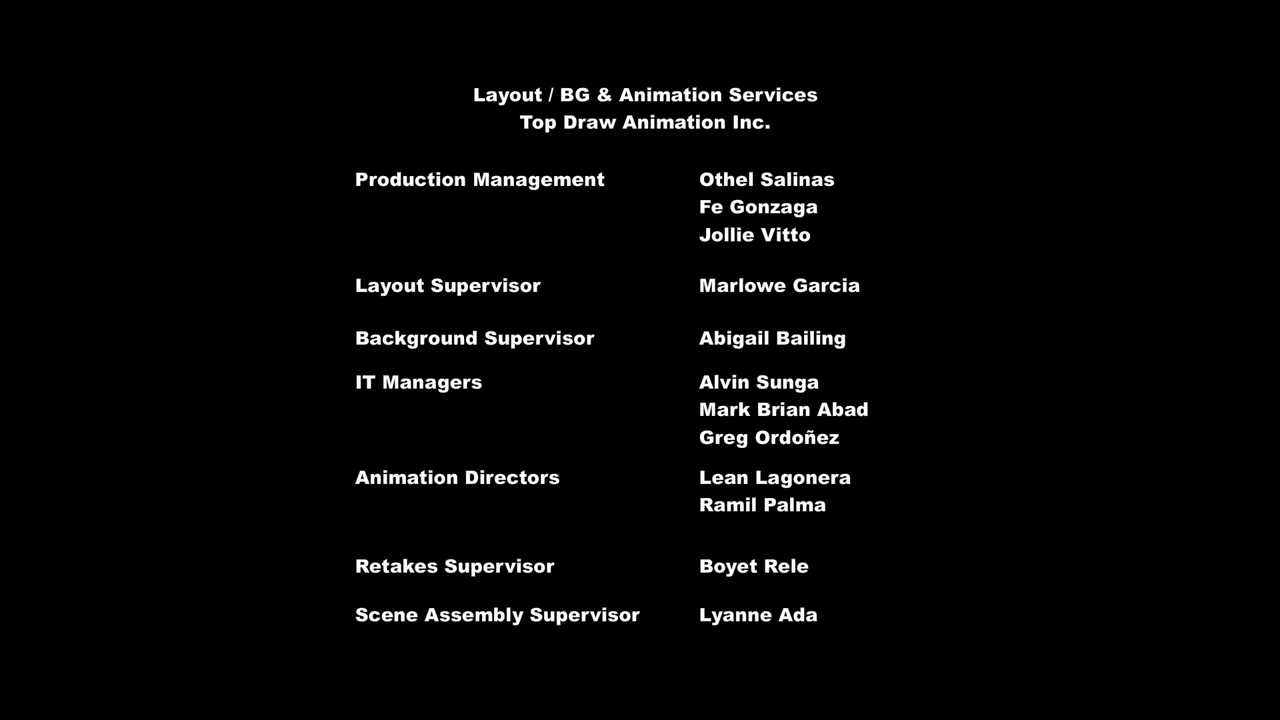 Layout / BG & Animation Services
Top Draw Animation Inc.
Production Management Othel Salinas
Fe Gonzaga
Jollie Vitto
Layout Supervisor Marlowe Garcia
Background Supervisor Abigail Bailing
IT Managers Alvin Sunga
Mark Brian Abad
Greg Ordoñez
Animation Directors Lean Lagonera
Ramil Palma
Retakes Supervisor Boyet Rele
Scene Assembly Supervisor Lyanne Ada